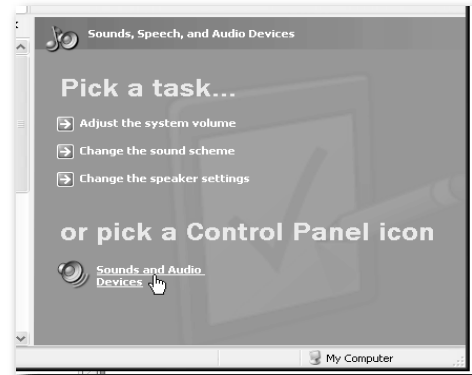 Sounds, Speech, and Audio Devices
Pick a task...
Adjust the system volume
Change the sound scheme
Change the speaker settings
or pick a Control Panel icon
Sounds and Audio
Devices
My Computer